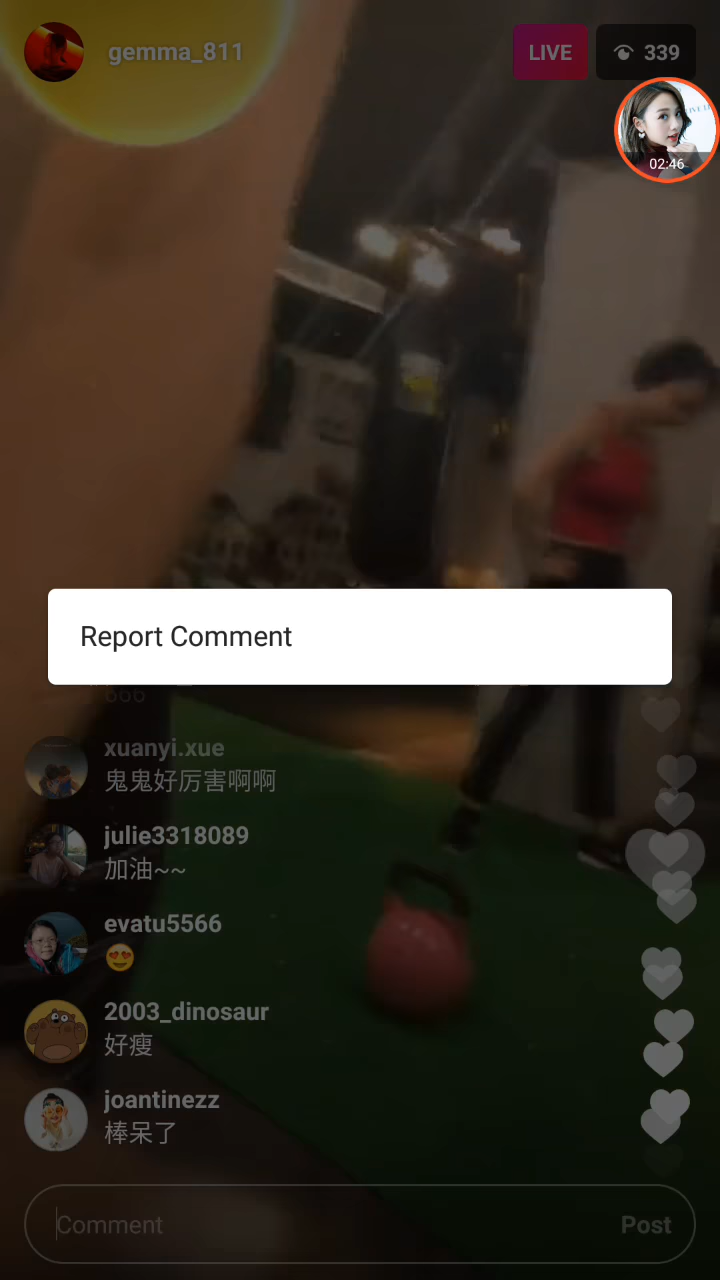 gemma_811
LIVE
339
02:46
Report Comment
666
xuanyi.xue
鬼鬼好厉害啊啊
julie3318089
加油~~
evatu5566
😍
2003_dinosaur
好瘦
joantinezz
棒呆了
Comment
Post